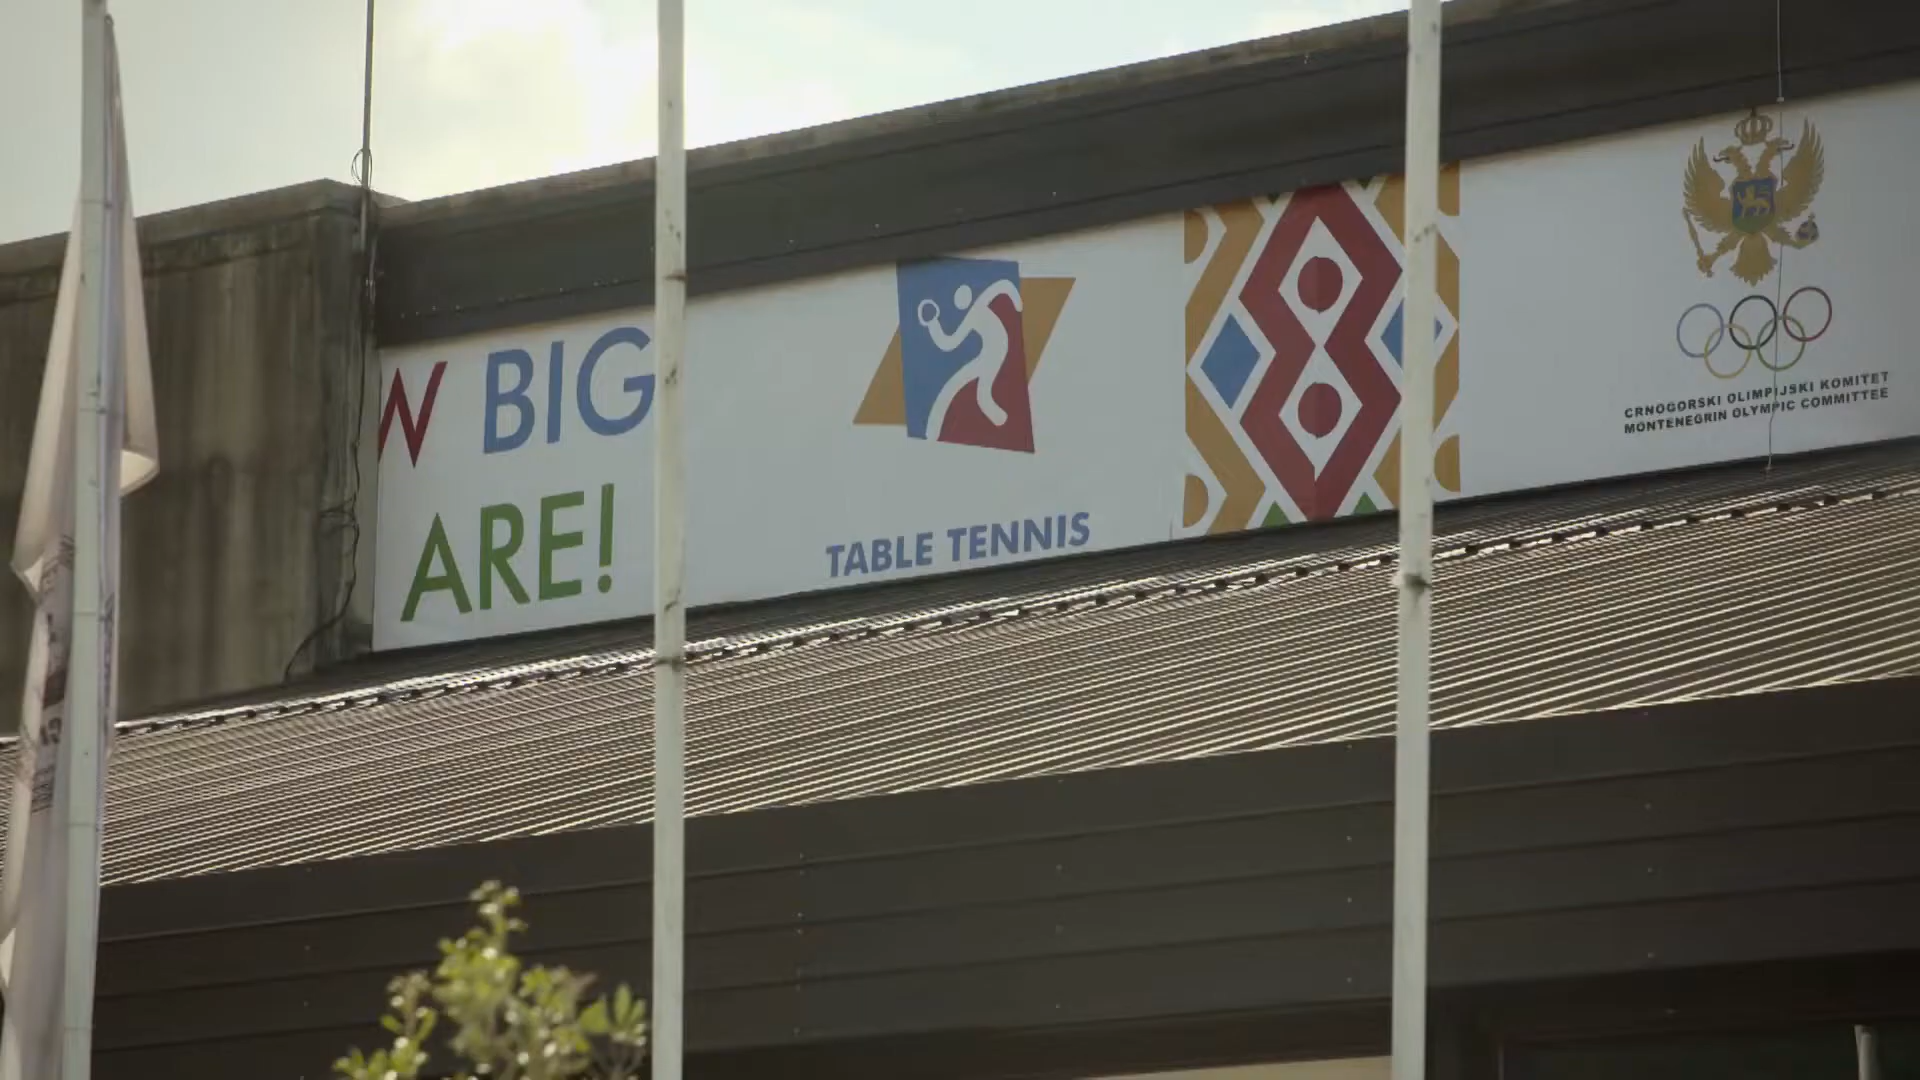 W BIG
ARE!
TABLE TENNIS
CRNOGORSKI OLIMPIJSKI KOMITET
MONTENEGRIN OLYMPIC COMMITTEE